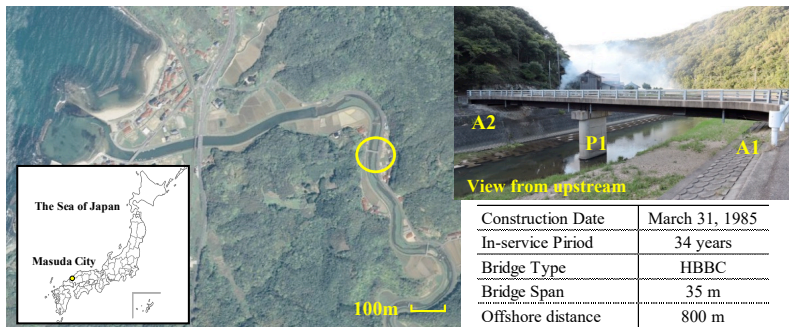 The Sea of Japan
Masuda City
100m
A2
P1
A1
View from upstream
Construction Date March 31, 1985
In-service Piriod 34 years
Bridge Type HBBC
Bridge Span 35 m
Offshore distance 800 m